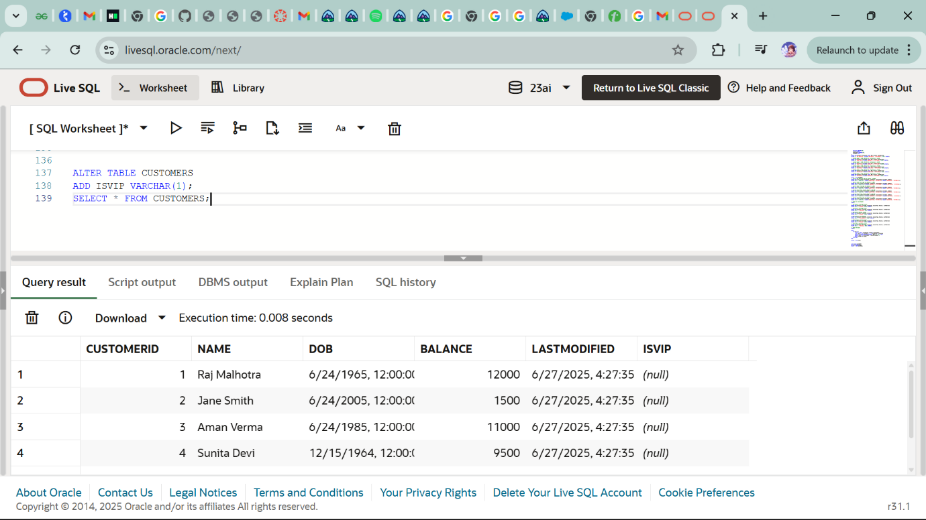 livesql.oracle.com/next/
Relaunch to update
Live SQL
Worksheet
Library
23ai
Return to Live SQL Classic
Help and Feedback
Sign Out
[ SQL Worksheet ]*
Aa
136
137 ALTER TABLE CUSTOMERS
138 ADD ISVIP VARCHAR(1);
139 SELECT * FROM CUSTOMERS;
Query result Script output DBMS output Explain Plan SQL history
Download Execution time: 0.008 seconds
CUSTOMERID NAME DOB BALANCE LASTMODIFIED ISVIP
1 1 Raj Malhotra 6/24/1965, 12:00:00 12000 6/27/2025, 4:27:35 (null)
2 2 Jane Smith 6/24/2005, 12:00:00 1500 6/27/2025, 4:27:35 (null)
3 3 Aman Verma 6/24/1985, 12:00:00 11000 6/27/2025, 4:27:35 (null)
4 4 Sunita Devi 12/15/1964, 12:00: 9500 6/27/2025, 4:27:35 (null)
About Oracle Contact Us Legal Notices Terms and Conditions Your Privacy Rights Delete Your Live SQL Account Cookie Preferences
Copyright © 2014, 2025 Oracle and/or its affiliates All rights reserved. r31.1